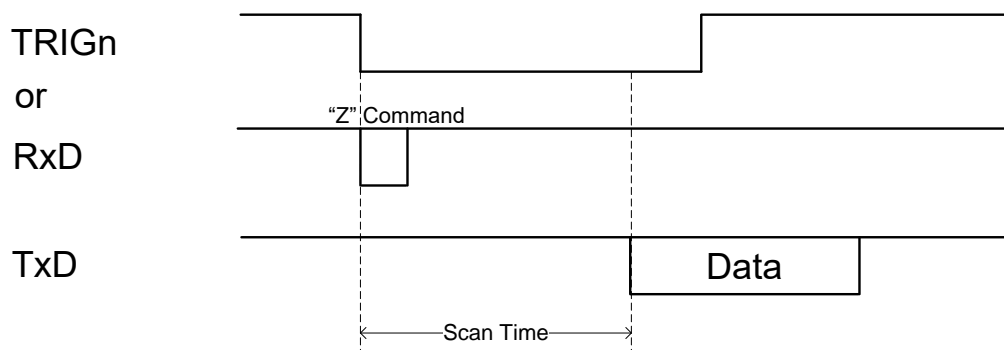 TRIGn
or
“Z” Command
RxD
TxD
Data
Scan Time